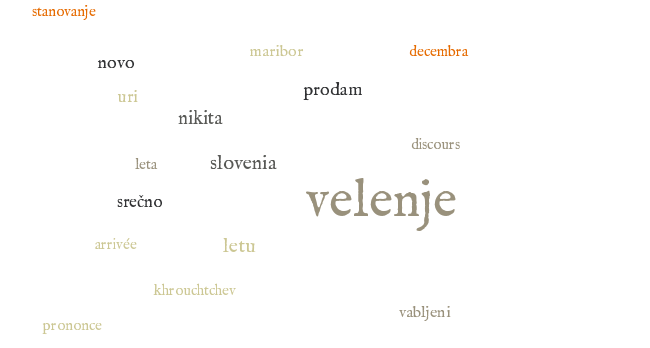 stanovanje
maribor
decembra
novo
prodam
uri
nikita
discours
leta
slovenia
velenje
srečno
arrivée
letu
khrouchtchev
vabljeni
prononce